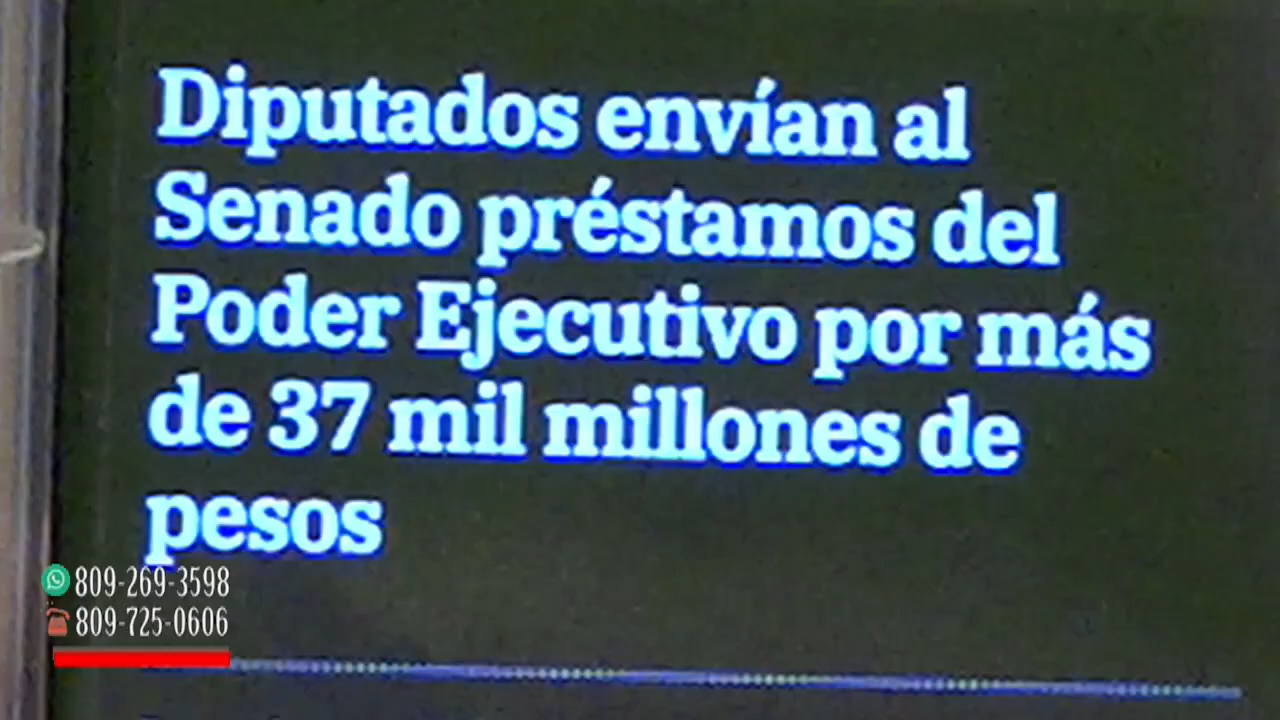 Diputados envían al
Senado préstamos del
Poder Ejecutivo por más
de 37 mil millones de
pesos
809-269-3598
809-725-0606